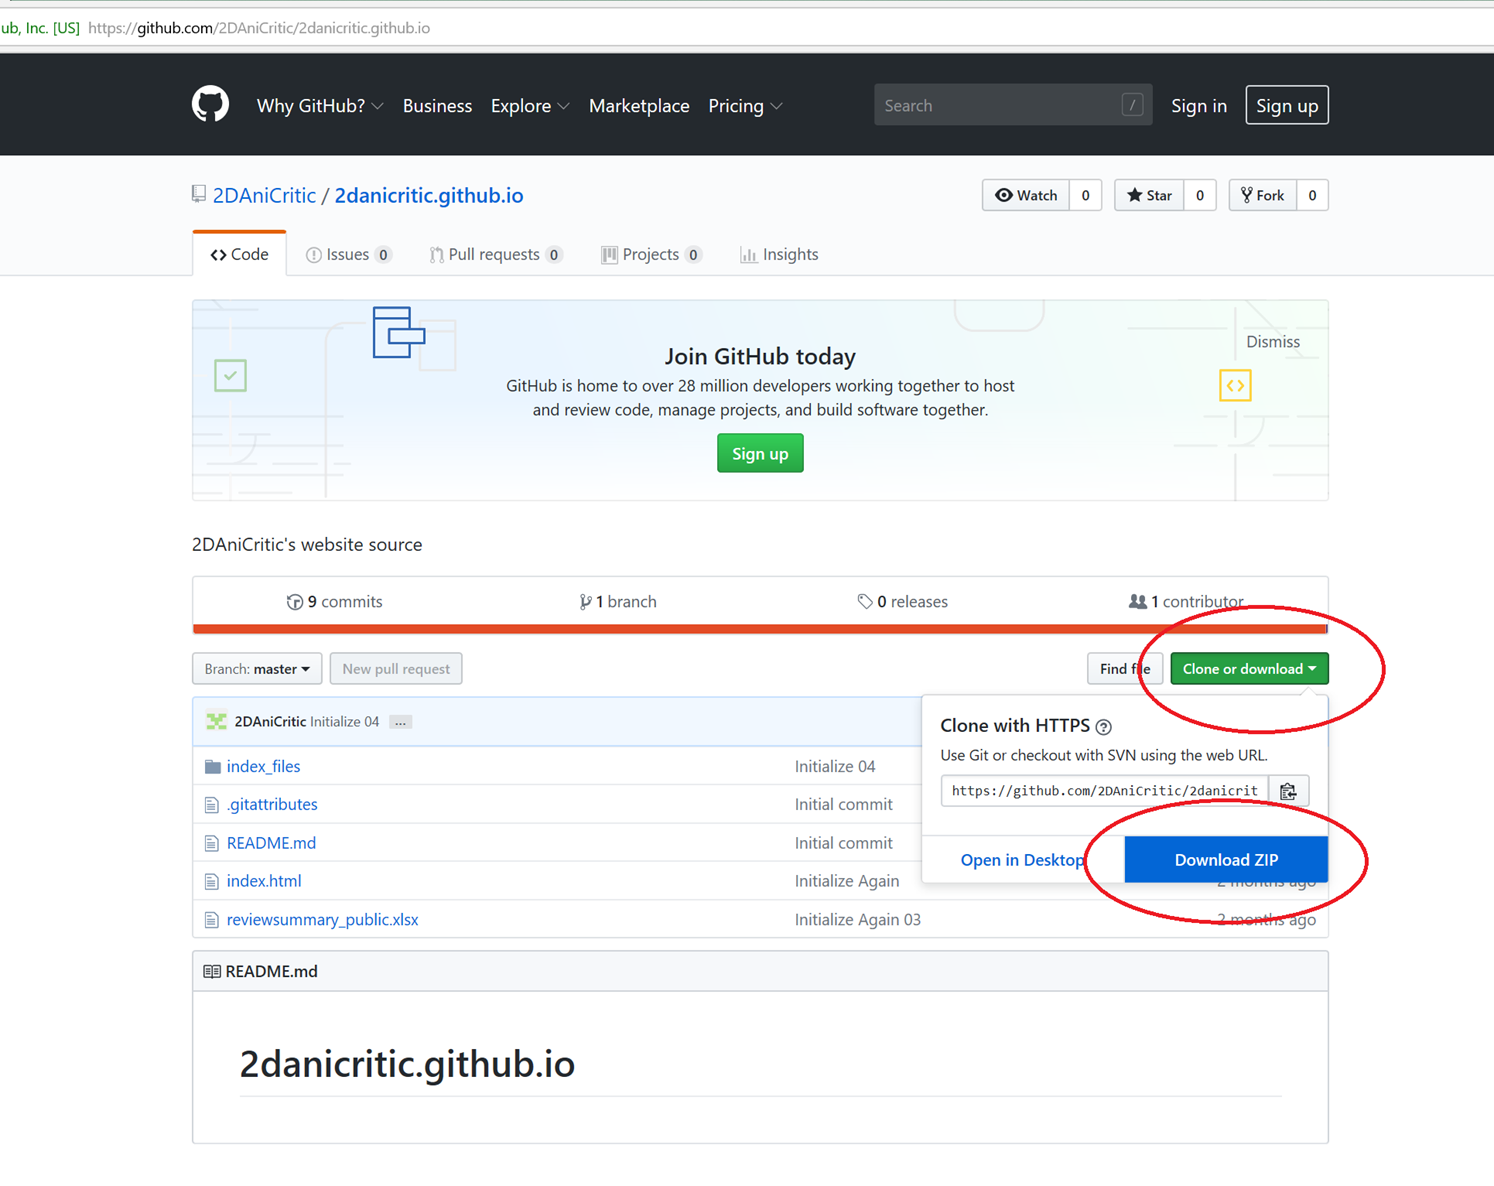 ub, Inc. [US] https://github.com/2DAniCritic/2danicritic.github.io
Why GitHub? Business Explore Marketplace Pricing Search / Sign in Sign up
2DAniCritic / 2danicritic.github.io Watch 0 Star 0 Fork 0
Code Issues 0 Pull requests 0 Projects 0 Insights
Dismiss
Join GitHub today
GitHub is home to over 28 million developers working together to host
and review code, manage projects, and build software together.
Sign up
2DAniCritic's website source
9 commits 1 branch 0 releases 1 contributor
Branch: master New pull request Find file Clone or download
2DAniCritic Initialize 04 ...
Clone with HTTPS ?
Use Git or checkout with SVN using the web URL.
https://github.com/2DAniCritic/2danicrit
Open in Desktop Download ZIP
index_files Initialize 04
.gitattributes Initial commit
README.md Initial commit
index.html Initialize Again 2 months ago
reviewsummary_public.xlsx Initialize Again 03 2 months ago
README.md
2danicritic.github.io